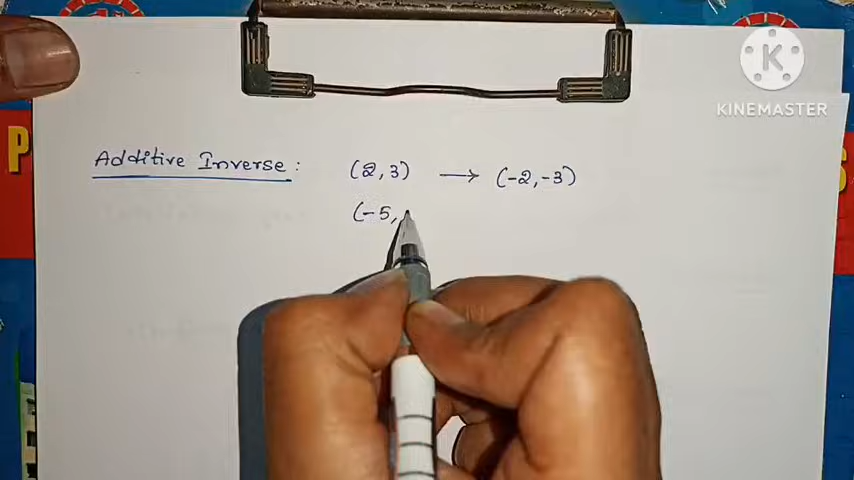 KINEMASTER
Additive Inverse : (2,3) → (-2,-3)
(-5,
P
P